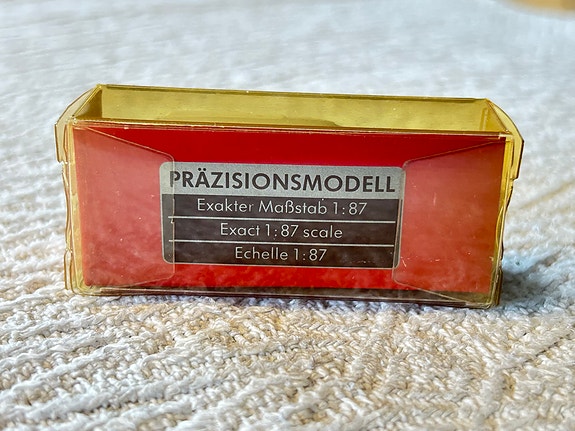 PRÄZISIONSMODELL
Exakter Maßstab 1:87
Exact 1:87 scale
Echelle 1:87